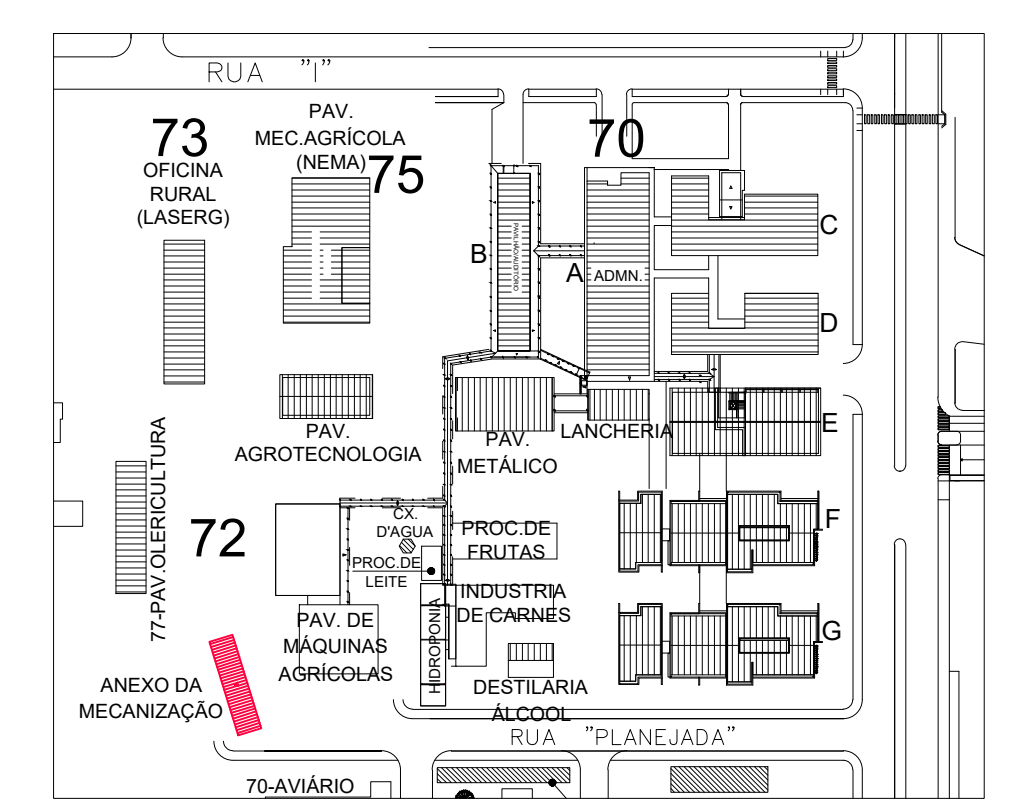 RUA "I"
PAV.
MEC.AGRÍCOLA
(NEMA)
73
75
70
OFICINA
RURAL
(LASERG)
B
PAVILHÃO/AUDITÓRIO
A
ADMN.
C
D
E
F
G
PAV.
AGROTECNOLOGIA
PAV.
METÁLICO
LANCHERIA
77-PAV.OLERICULTURA
72
CX.
D'AGUA
PROC.DE
LEITE
PROC.DE
FRUTAS
INDUSTRIA
DE CARNES
HIDROPONIA
PAV. DE
MÁQUINAS
AGRÍCOLAS
DESTILARIA
ÁLCOOL
ANEXO DA
MECANIZAÇÃO
RUA "PLANEJADA"
70-AVIÁRIO